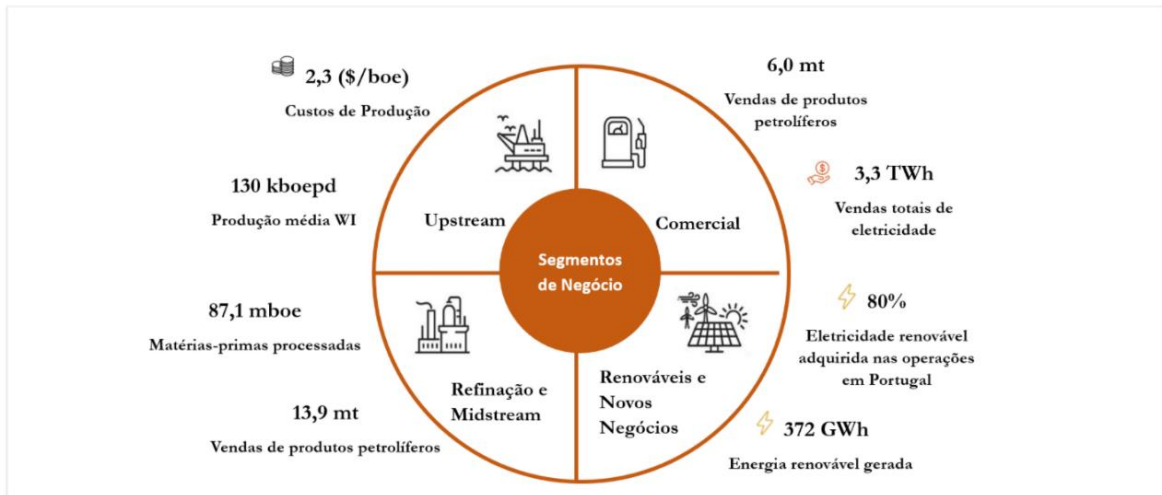 2,3 ($/boe)
Custos de Produção
130 kboepd
Produção média WI
87,1 mboe
Matérias-primas processadas
13,9 mt
Vendas de produtos petrolíferos
Upstream
Comercial
Segmentos
de Negócio
Refinação e
Midstream
Renováveis e
Novos
Negócios
6,0 mt
Vendas de produtos
petrolíferos
3,3 TWh
Vendas totais de
eletricidade
80%
Eletricidade renovável
adquirida nas operações
em Portugal
372 GWh
Energia renovável gerada